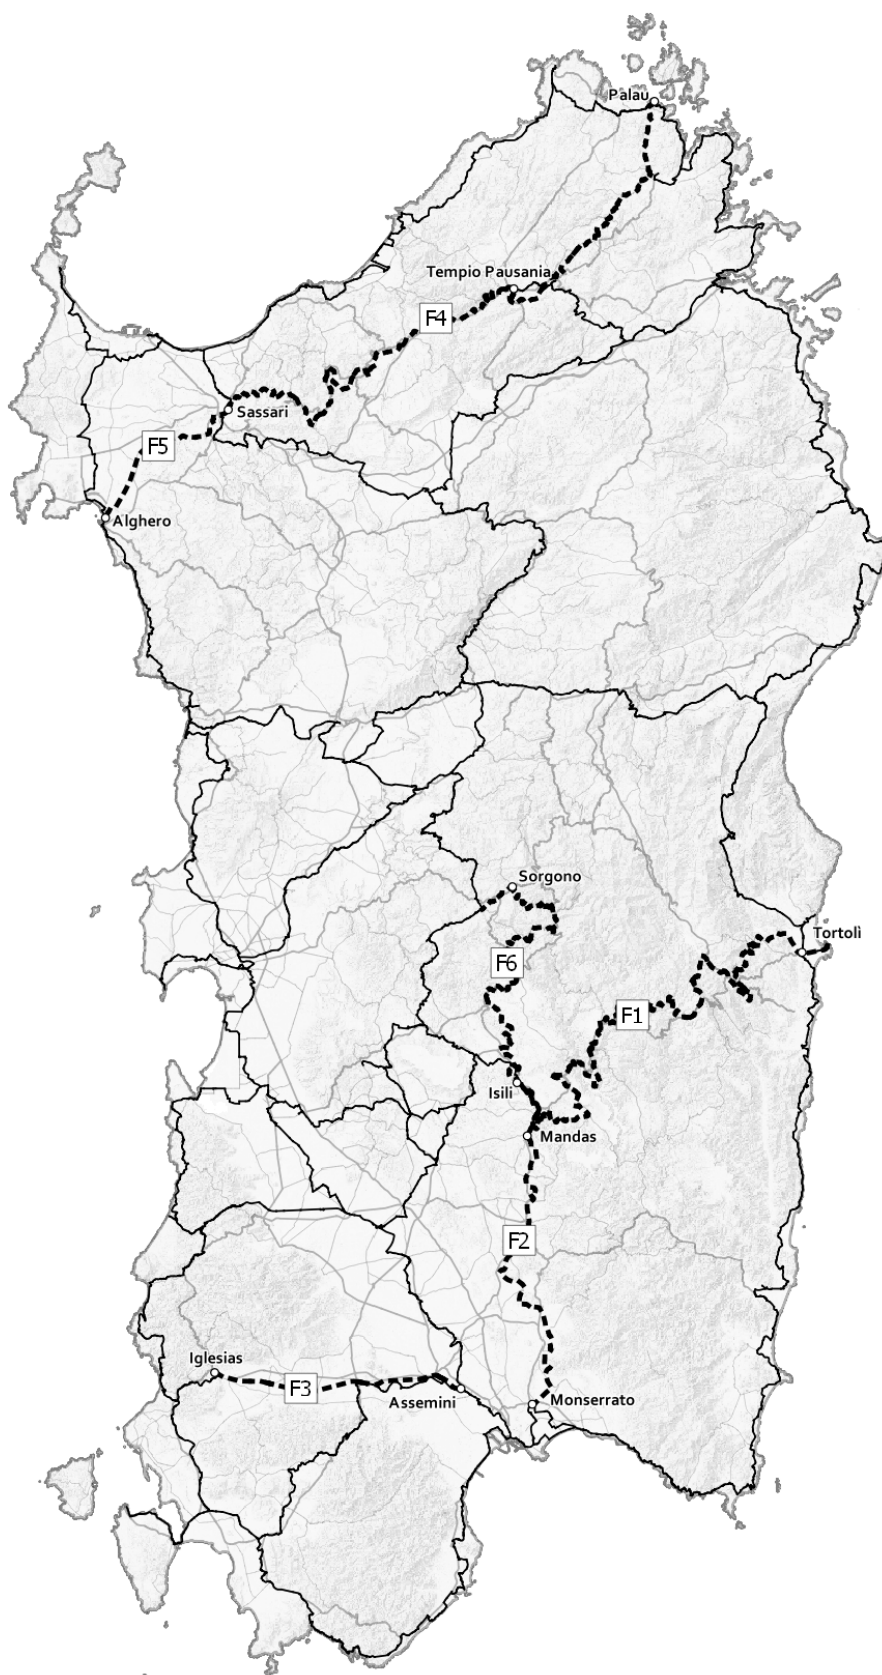 Palau
Tempio Pausania
F4
Sassari
F5
Alghero
Sorgono
Tortolì
F6
F1
Isili
Mandas
F2
Iglesias
F3
Assemini
Monserrato